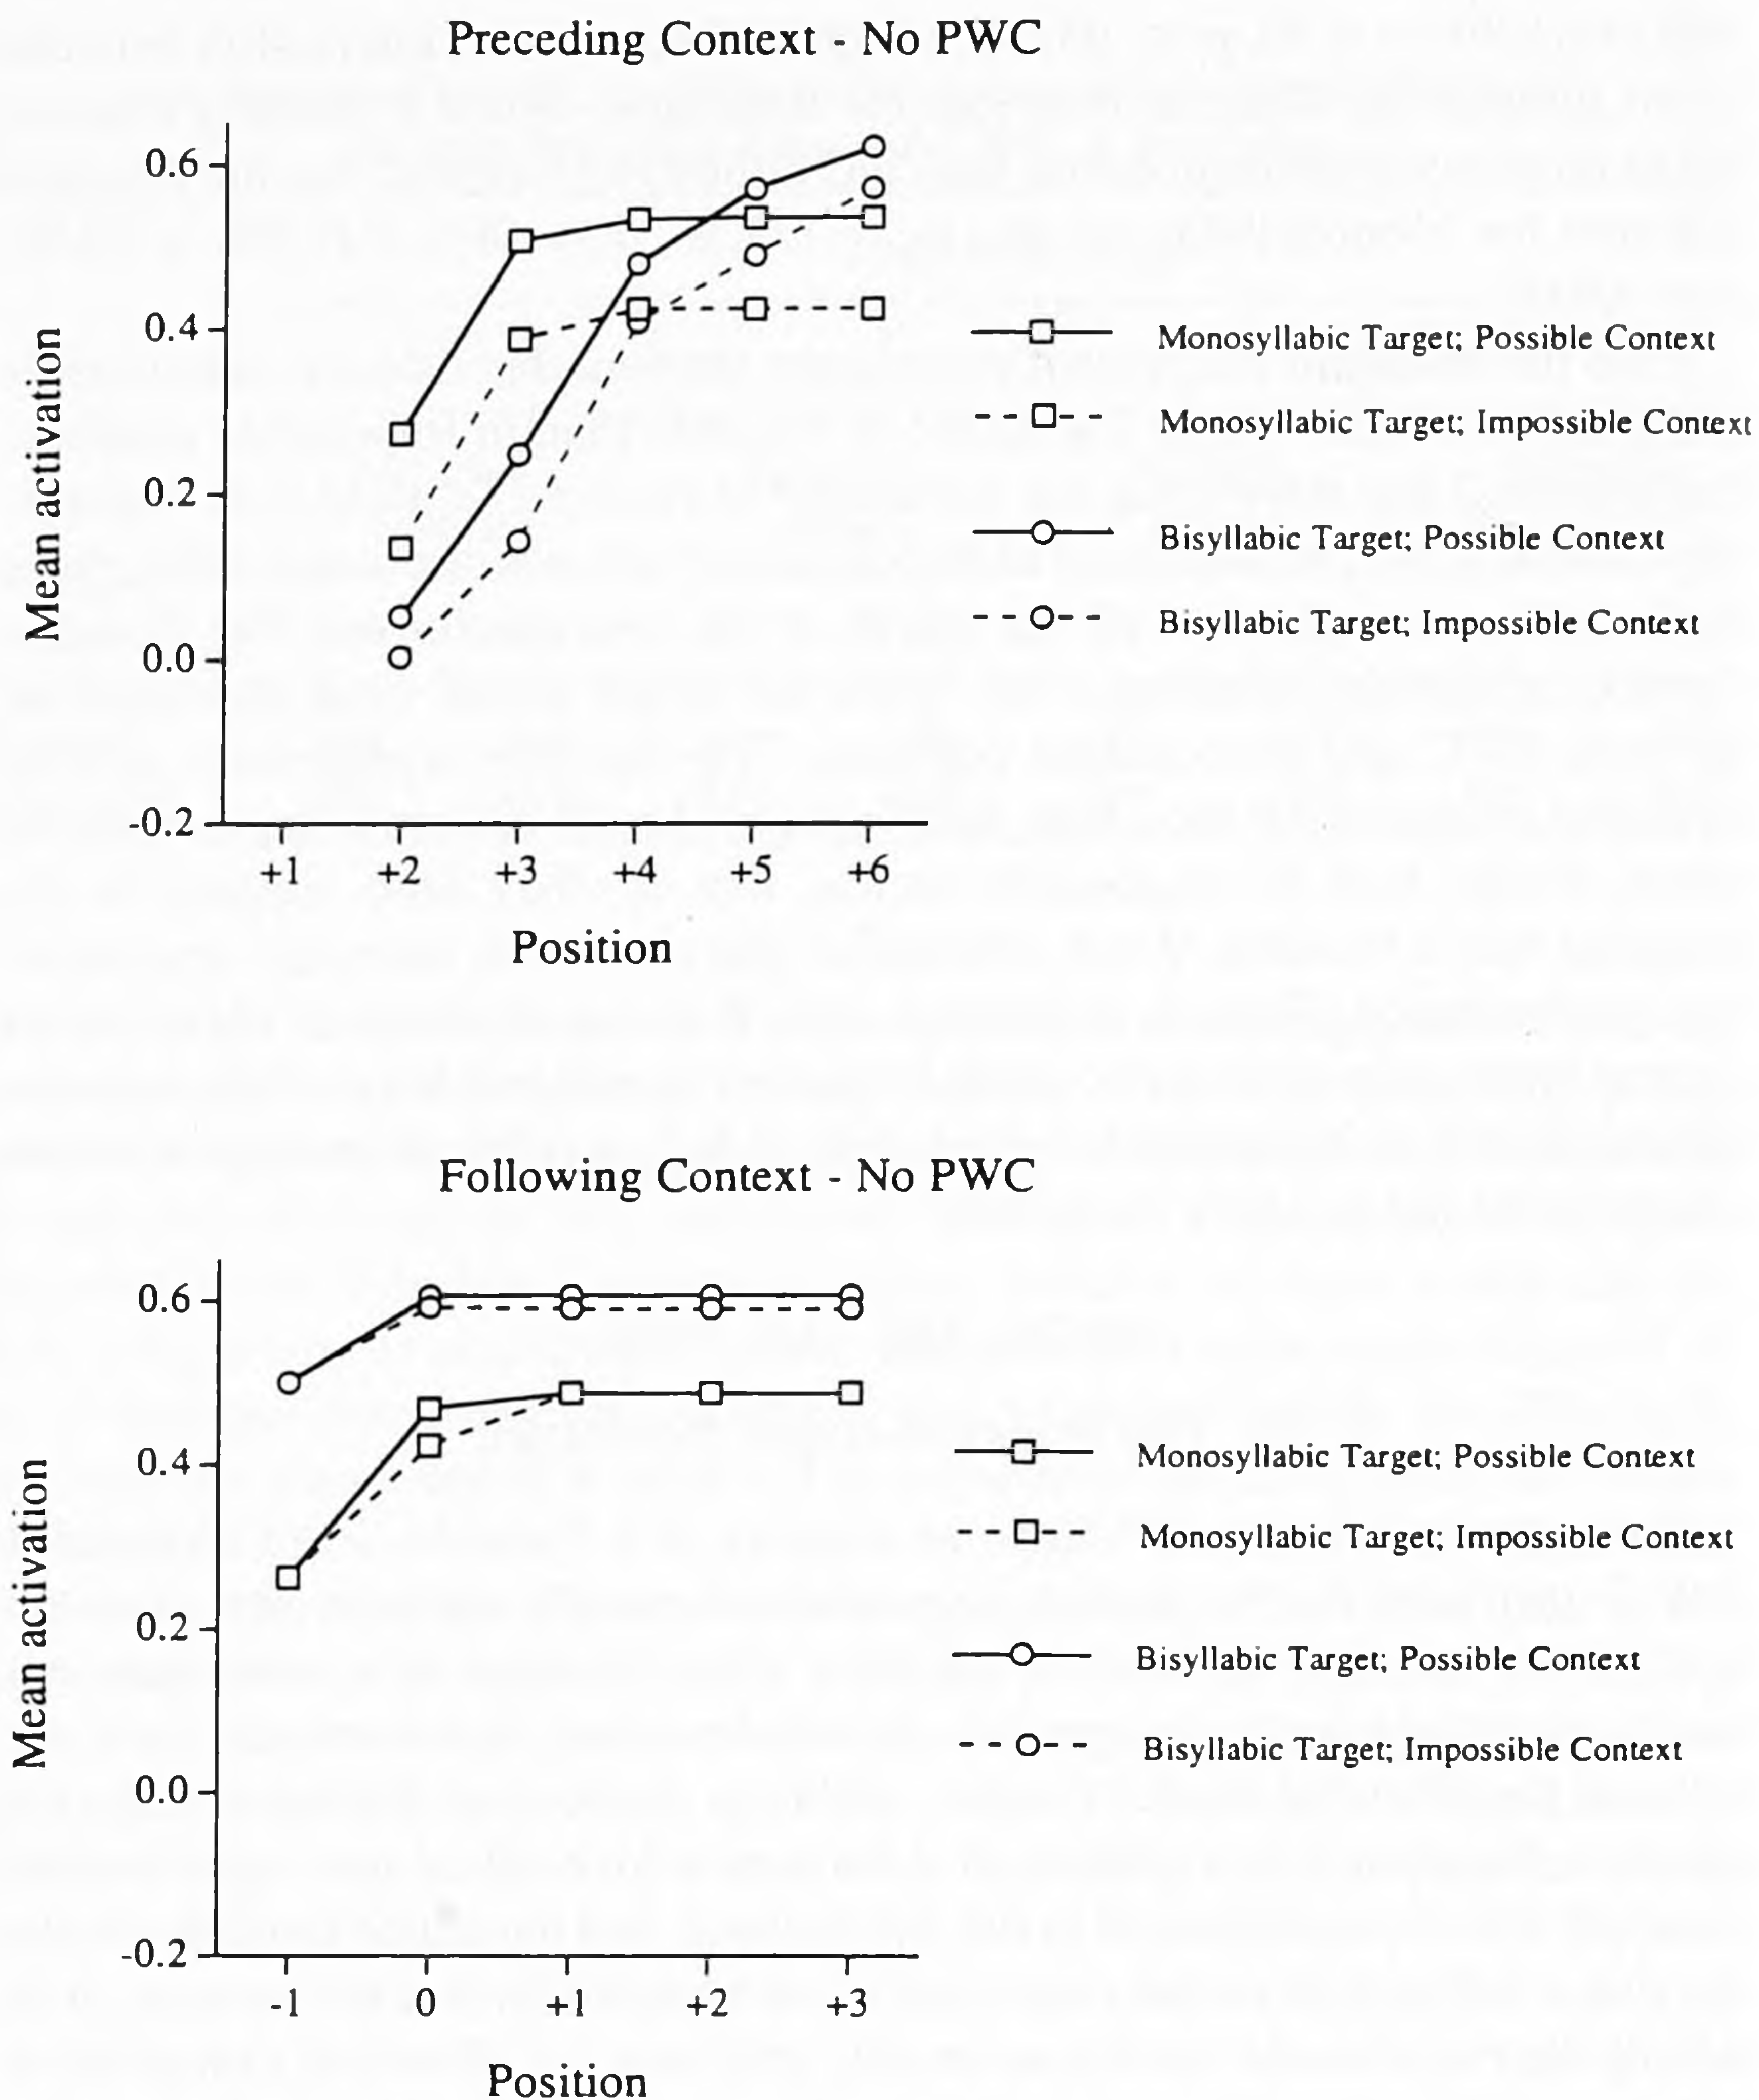 Preceding Context - No PWC
Mean activation
0.6
0.4
0.2
0.0
-0.2
+1 +2 +3 +4 +5 +6
Position
Monosyllabic Target; Possible Context
Monosyllabic Target; Impossible Context
Bisyllabic Target; Possible Context
Bisyllabic Target; Impossible Context
Following Context - No PWC
Mean activation
0.6
0.4
0.2
0.0
-0.2
-1 0 +1 +2 +3
Position
Monosyllabic Target; Possible Context
Monosyllabic Target; Impossible Context
Bisyllabic Target; Possible Context
Bisyllabic Target; Impossible Context